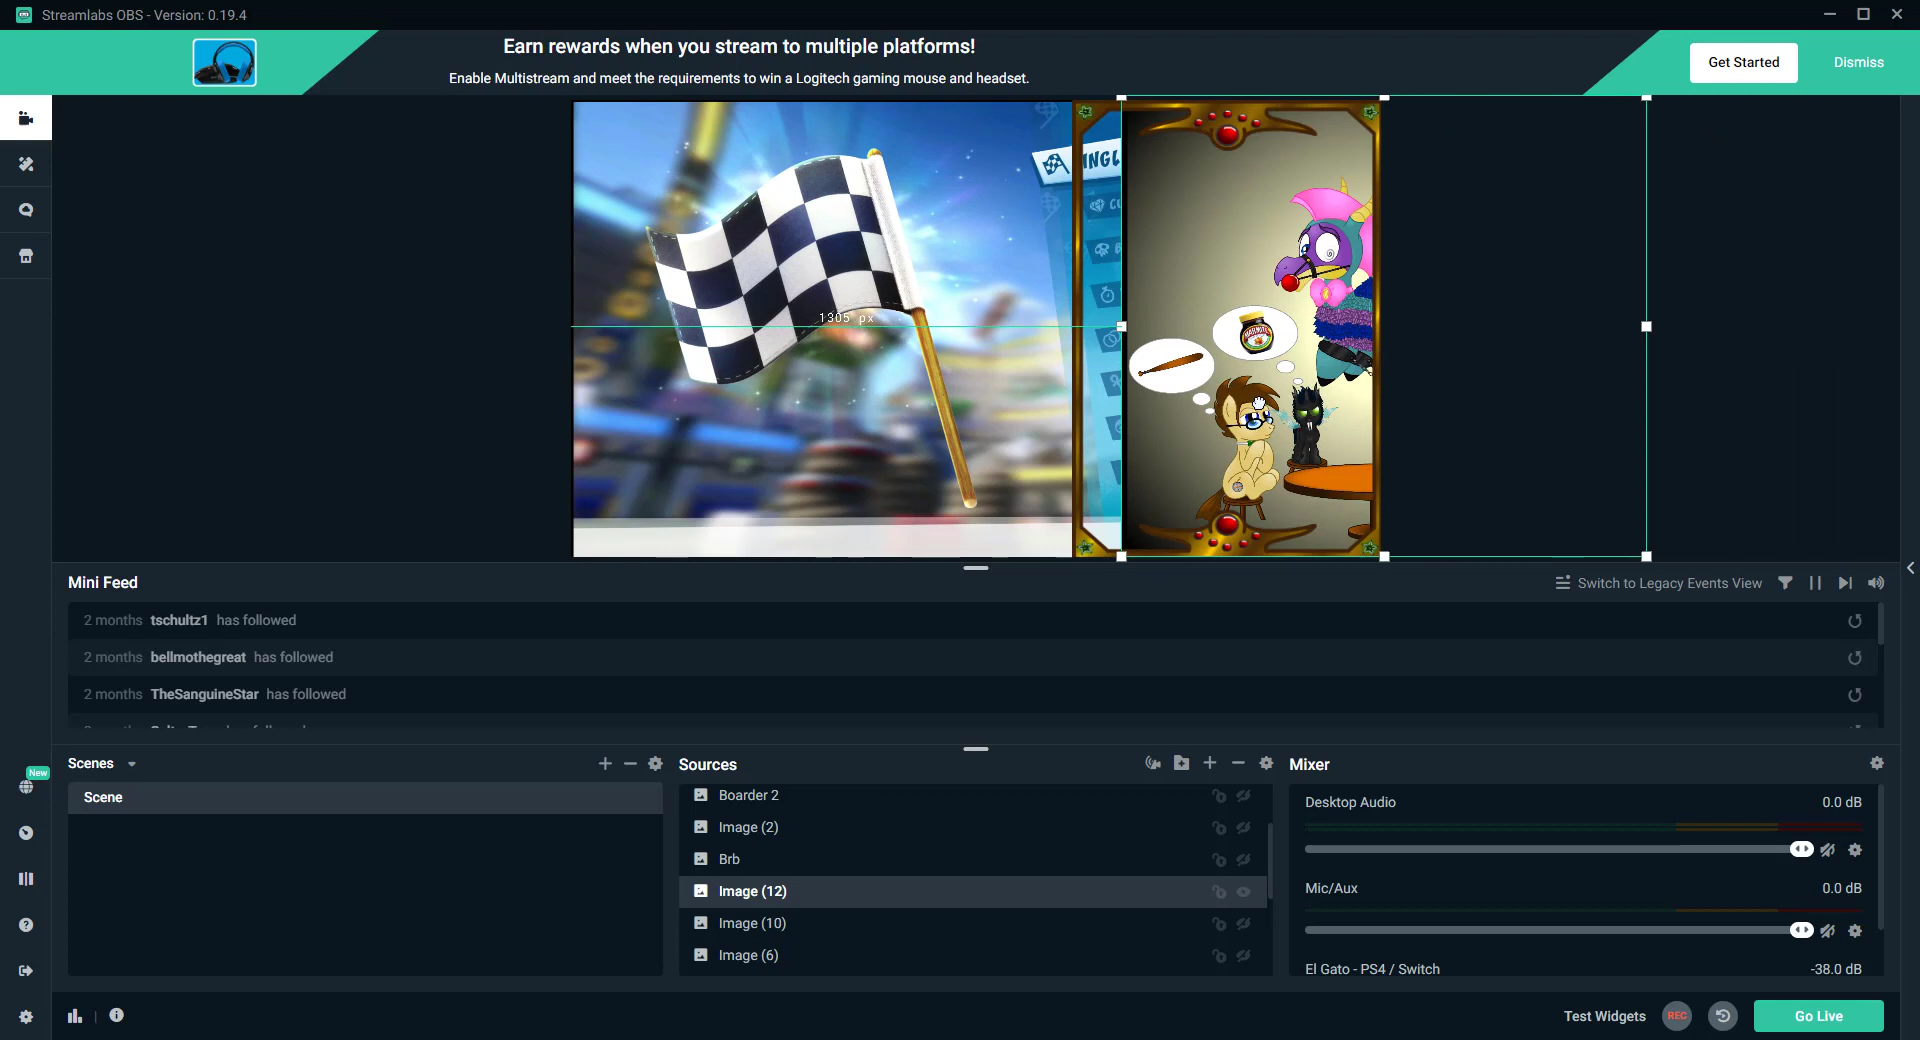 Streamlabs OBS - Version: 0.19.4
Earn rewards when you stream to multiple platforms!
Enable Multistream and meet the requirements to win a Logitech gaming mouse and headset.
Get Started
Dismiss
INGL
CU
1305 px
MARMITE
Mini Feed
Switch to Legacy Events View
2 months tschultz1 has followed
2 months bellmothegreat has followed
2 months TheSanguineStar has followed
New
Scenes
Scene
Sources
Boarder 2
Image (2)
Brb
Image (12)
Image (10)
Image (6)
Mixer
Desktop Audio 0.0 dB
Mic/Aux 0.0 dB
El Gato - PS4 / Switch -38.0 dB
Test Widgets
REC
Go Live